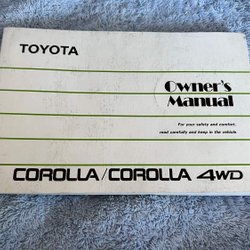 TOYOTA
Owner's
Manual
For your safety and comfort,
read carefully and keep in the vehicle
COROLLA/COROLLA 4WD